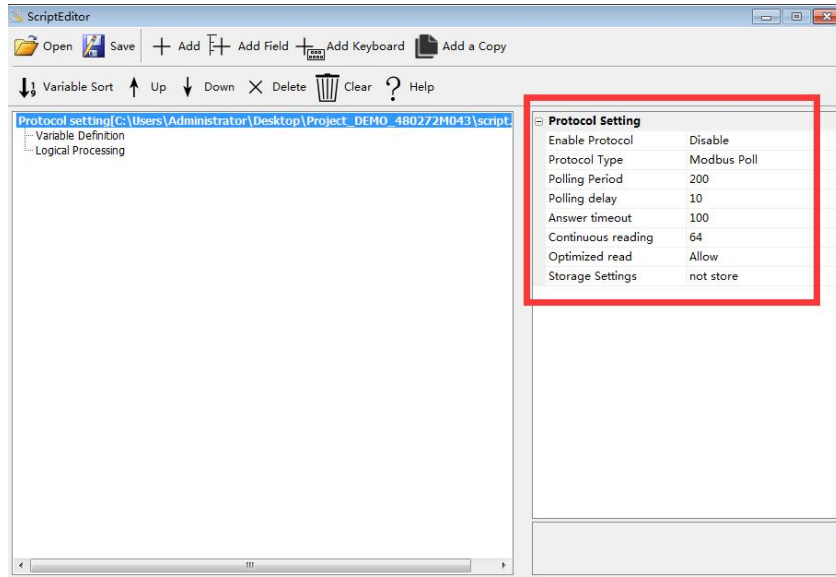 ScriptEditor
Open Save Add Add Field Add Keyboard Add a Copy
Variable Sort Up Down Delete Clear Help
Protocol setting[C:\Users\Administrator\Desktop\Project_DEMO_480272M043\script.
Variable Definition
Logical Processing
Protocol Setting
Enable Protocol Disable
Protocol Type Modbus Poll
Polling Period 200
Polling delay 10
Answer timeout 100
Continuous reading 64
Optimized read Allow
Storage Settings not store